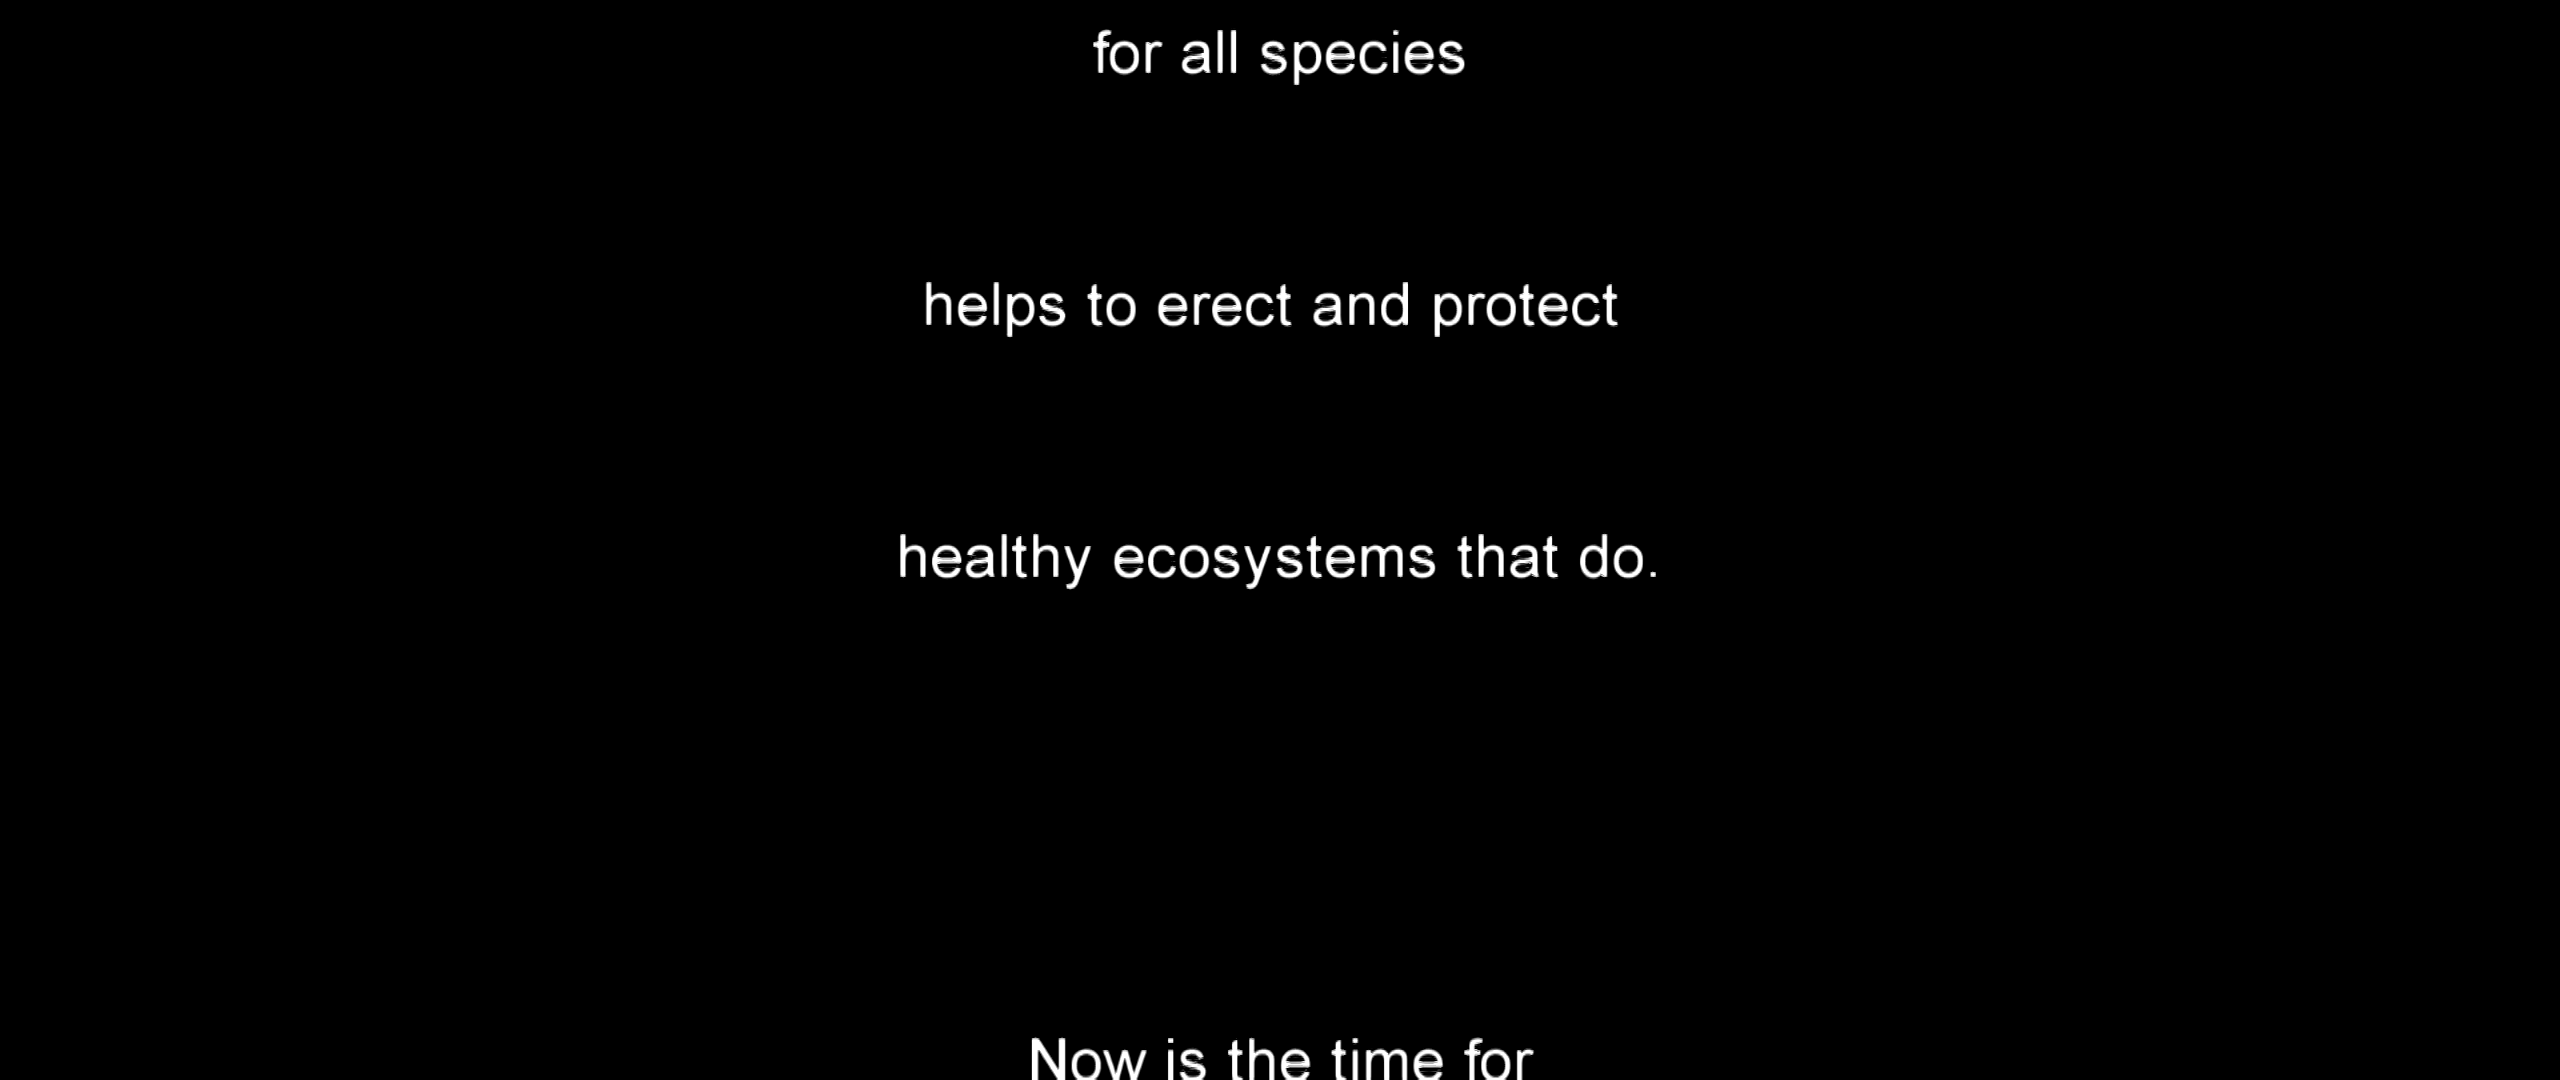 for all species
helps to erect and protect
healthy ecosystems that do.
Now is the time for